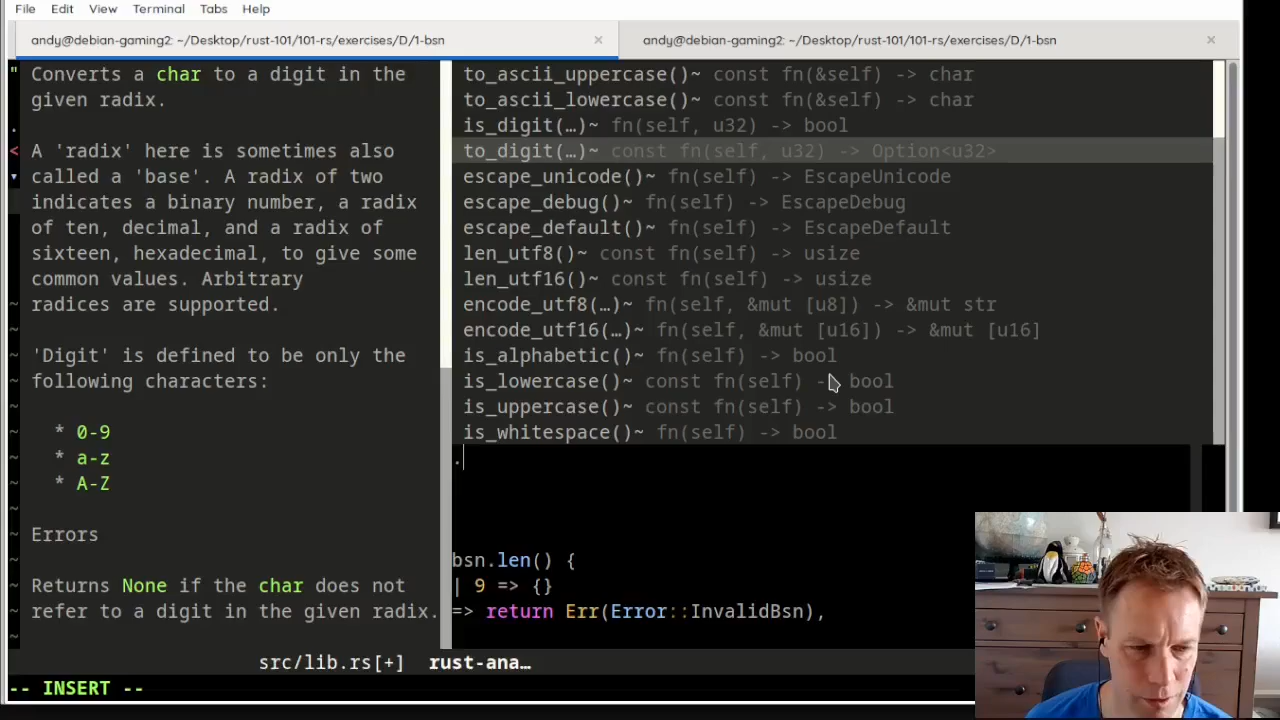 File Edit View Terminal Tabs Help
andy@debian-gaming2: ~/Desktop/rust-101/101-rs/exercises/D/1-bsn
andy@debian-gaming2: ~/Desktop/rust-101/101-rs/exercises/D/1-bsn
Converts a char to a digit in the
given radix.
A 'radix' here is sometimes also
called a 'base'. A radix of two
indicates a binary number, a radix
of ten, decimal, and a radix of
sixteen, hexadecimal, to give some
common values. Arbitrary
radices are supported.
'Digit' is defined to be only the
following characters:
* 0-9
* a-z
* A-Z
Errors
Returns None if the char does not
refer to a digit in the given radix.
to_ascii_uppercase()~ const fn(&self) -> char
to_ascii_lowercase()~ const fn(&self) -> char
is_digit(…)~ fn(self, u32) -> bool
to_digit(…)~ const fn(self, u32) -> Option<u32>
escape_unicode()~ fn(self) -> EscapeUnicode
escape_debug()~ fn(self) -> EscapeDebug
escape_default()~ fn(self) -> EscapeDefault
len_utf8()~ const fn(self) -> usize
len_utf16()~ const fn(self) -> usize
encode_utf8(…)~ fn(self, &mut [u8]) -> &mut str
encode_utf16(…)~ fn(self, &mut [u16]) -> &mut [u16]
is_alphabetic()~ fn(self) -> bool
is_lowercase()~ const fn(self) -> bool
is_uppercase()~ const fn(self) -> bool
is_whitespace()~ fn(self) -> bool
.
bsn.len() {
| 9 => {}
=> return Err(Error::InvalidBsn),
src/lib.rs[+] rust-ana…
-- INSERT --